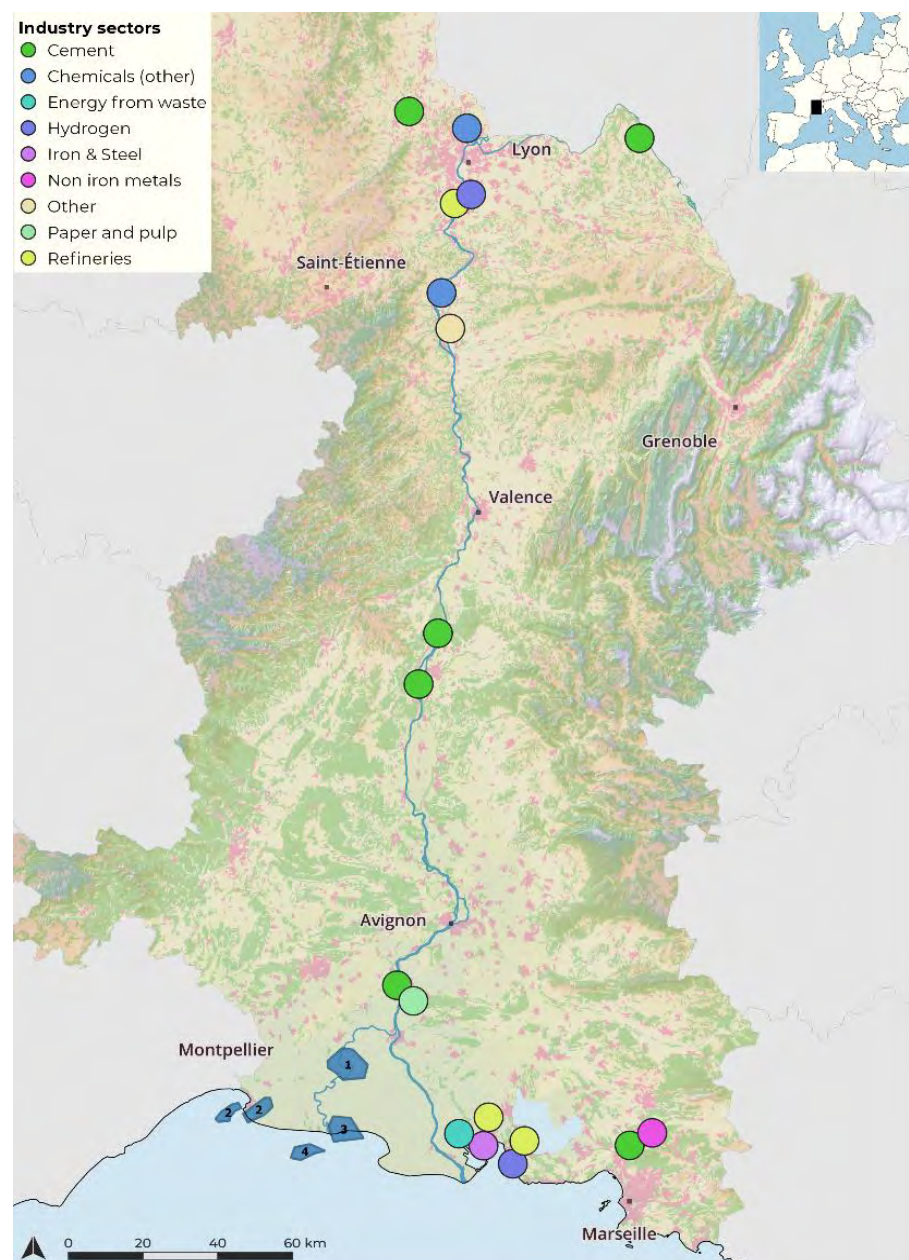 Industry sectors
Cement
Chemicals (other)
Energy from waste
Hydrogen
Iron & Steel
Non iron metals
Other
Paper and pulp
Refineries
Lyon
Saint-Étienne
Grenoble
Valence
Avignon
Montpellier
1
2
2
3
4
Marseille
0 20 40 60 km